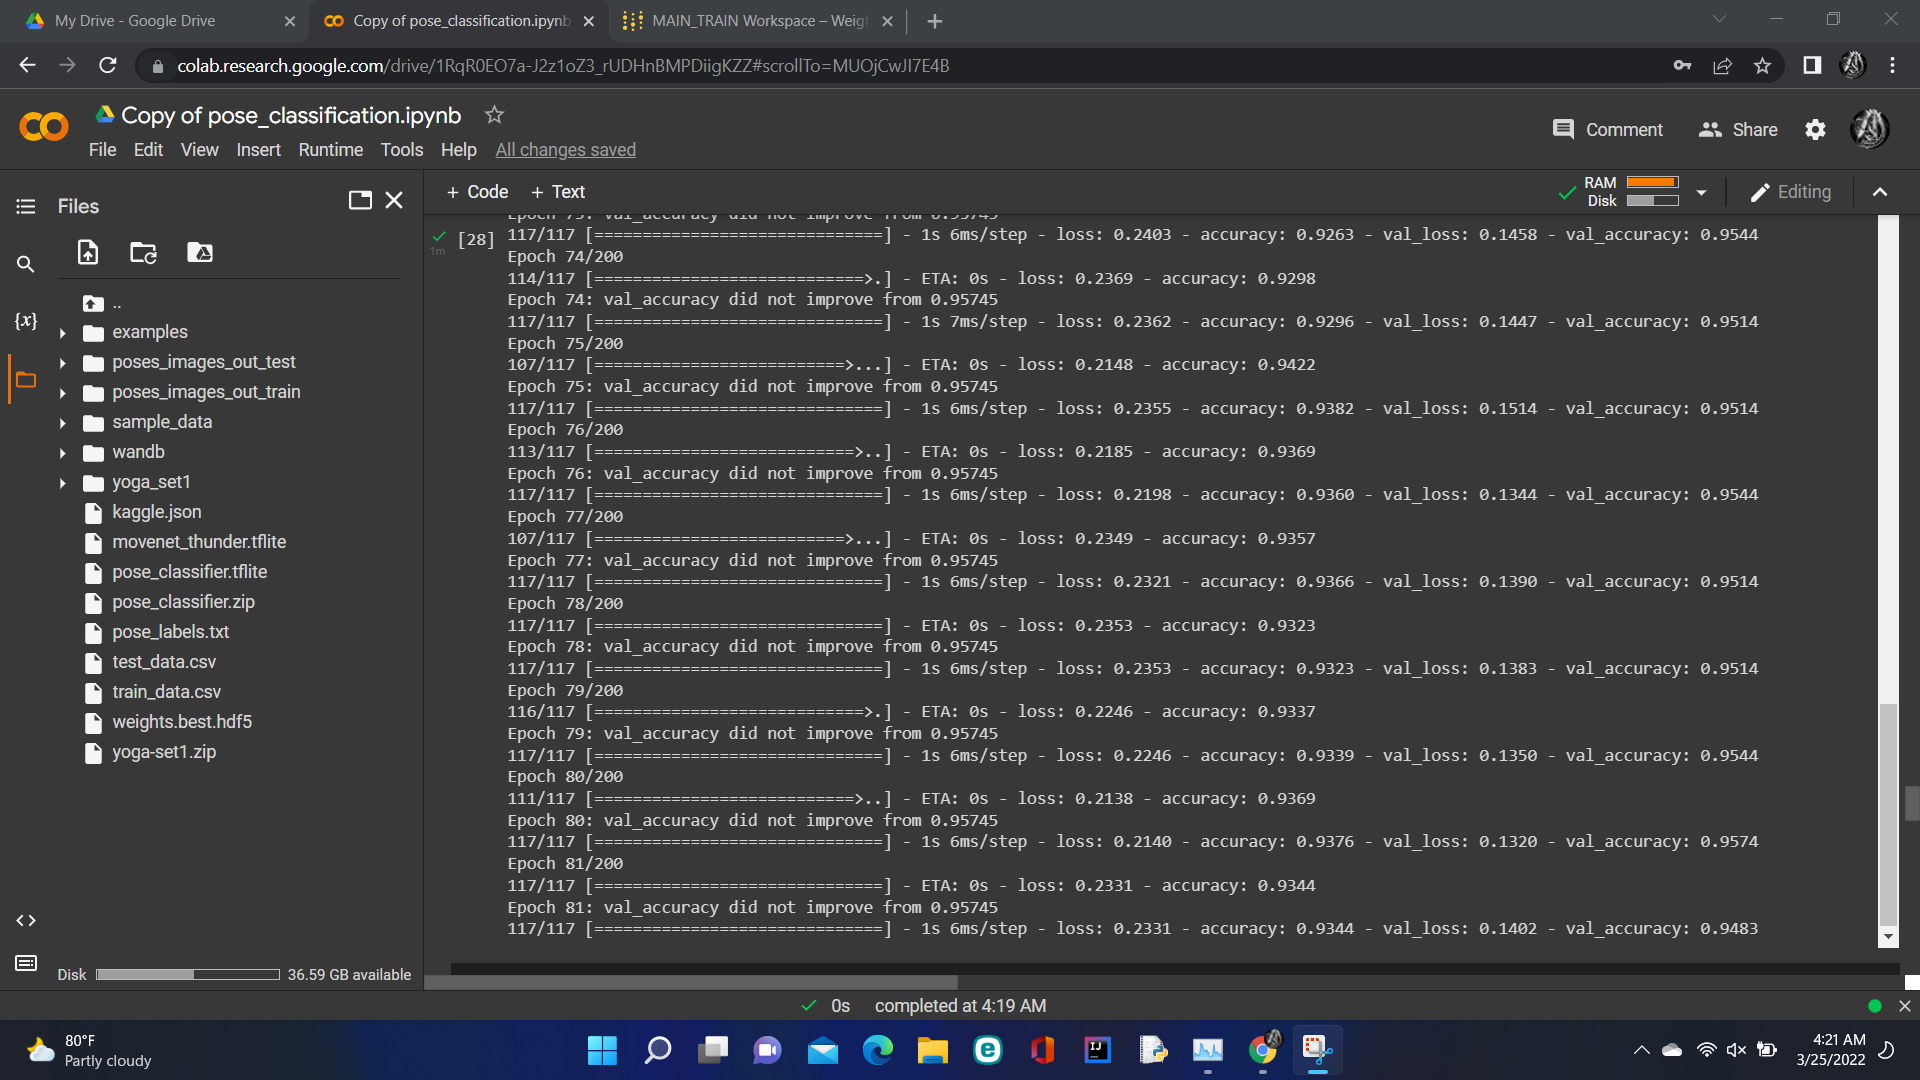 My Drive - Google Drive
Copy of pose_classification.ipynb
MAIN_TRAIN Workspace – Weigh
colab.research.google.com/drive/1RqR0EO7a-J2z1oZ3_rUDHnBMPDiigKZZ#scrollTo=MUOjCwJI7E4B
Copy of pose_classification.ipynb
Comment
Share
File Edit View Insert Runtime Tools Help All changes saved
Files
+ Code + Text
RAM
Disk
Editing
..
examples
poses_images_out_test
poses_images_out_train
sample_data
wandb
yoga_set1
kaggle.json
movenet_thunder.tflite
pose_classifier.tflite
pose_classifier.zip
pose_labels.txt
test_data.csv
train_data.csv
weights.best.hdf5
yoga-set1.zip
Disk 36.59 GB available
{x}
1m
[28]
Epoch 73: val_accuracy did not improve from 0.95745
117/117 [==============================] - 1s 6ms/step - loss: 0.2403 - accuracy: 0.9263 - val_loss: 0.1458 - val_accuracy: 0.9544
Epoch 74/200
114/117 [============================>.] - ETA: 0s - loss: 0.2369 - accuracy: 0.9298
Epoch 74: val_accuracy did not improve from 0.95745
117/117 [==============================] - 1s 7ms/step - loss: 0.2362 - accuracy: 0.9296 - val_loss: 0.1447 - val_accuracy: 0.9514
Epoch 75/200
107/117 [==========================>...] - ETA: 0s - loss: 0.2148 - accuracy: 0.9422
Epoch 75: val_accuracy did not improve from 0.95745
117/117 [==============================] - 1s 6ms/step - loss: 0.2355 - accuracy: 0.9382 - val_loss: 0.1514 - val_accuracy: 0.9514
Epoch 76/200
113/117 [===========================>..] - ETA: 0s - loss: 0.2185 - accuracy: 0.9369
Epoch 76: val_accuracy did not improve from 0.95745
117/117 [==============================] - 1s 6ms/step - loss: 0.2198 - accuracy: 0.9360 - val_loss: 0.1344 - val_accuracy: 0.9544
Epoch 77/200
107/117 [==========================>...] - ETA: 0s - loss: 0.2349 - accuracy: 0.9357
Epoch 77: val_accuracy did not improve from 0.95745
117/117 [==============================] - 1s 6ms/step - loss: 0.2321 - accuracy: 0.9366 - val_loss: 0.1390 - val_accuracy: 0.9514
Epoch 78/200
117/117 [==============================] - ETA: 0s - loss: 0.2353 - accuracy: 0.9323
Epoch 78: val_accuracy did not improve from 0.95745
117/117 [==============================] - 1s 6ms/step - loss: 0.2353 - accuracy: 0.9323 - val_loss: 0.1383 - val_accuracy: 0.9514
Epoch 79/200
116/117 [============================>.] - ETA: 0s - loss: 0.2246 - accuracy: 0.9337
Epoch 79: val_accuracy did not improve from 0.95745
117/117 [==============================] - 1s 6ms/step - loss: 0.2246 - accuracy: 0.9339 - val_loss: 0.1350 - val_accuracy: 0.9544
Epoch 80/200
111/117 [===========================>..] - ETA: 0s - loss: 0.2138 - accuracy: 0.9369
Epoch 80: val_accuracy did not improve from 0.95745
117/117 [==============================] - 1s 6ms/step - loss: 0.2140 - accuracy: 0.9376 - val_loss: 0.1320 - val_accuracy: 0.9574
Epoch 81/200
117/117 [==============================] - ETA: 0s - loss: 0.2331 - accuracy: 0.9344
Epoch 81: val_accuracy did not improve from 0.95745
117/117 [==============================] - 1s 6ms/step - loss: 0.2331 - accuracy: 0.9344 - val_loss: 0.1402 - val_accuracy: 0.9483
0s completed at 4:19 AM
80°F
Partly cloudy
4:21 AM
3/25/2022